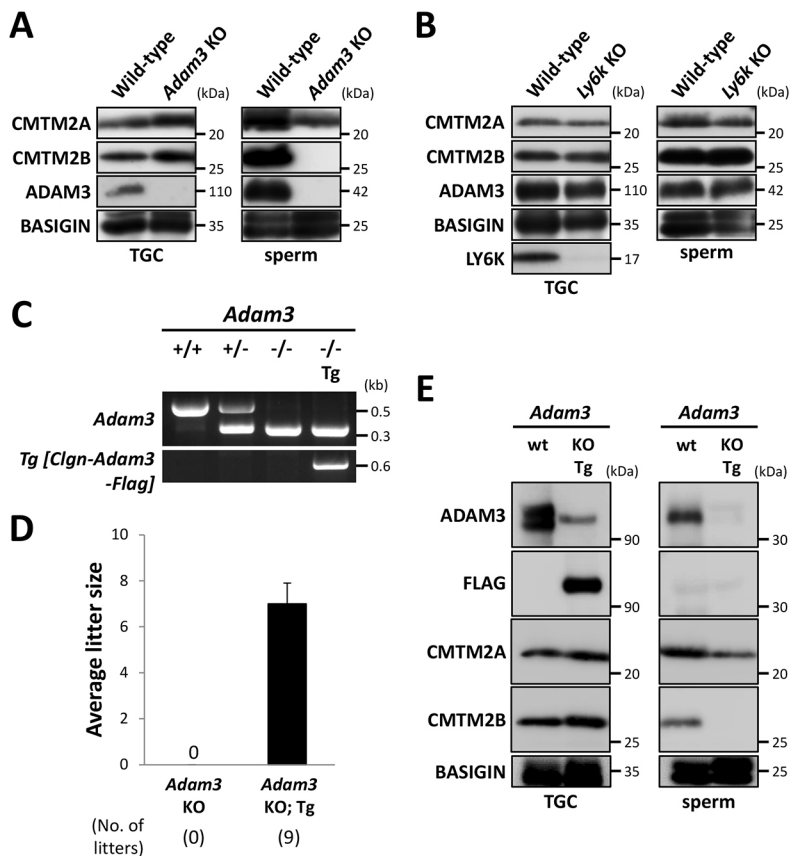 A
Wild-type
Adam3 KO
(kDa)
Wild-type
Adam3 KO
(kDa)
CMTM2A
20
20
CMTM2B
25
25
ADAM3
110
42
BASIGIN
35
25
TGC
sperm
B
Wild-type
Ly6k KO
(kDa)
Wild-type
Ly6k KO
(kDa)
CMTM2A
20
20
CMTM2B
25
25
ADAM3
110
42
BASIGIN
35
25
LY6K
17
TGC
sperm
C
Adam3
+/+ +/- -/- -/-
Tg
(kb)
Adam3
0.5
0.3
Tg [Clgn-Adam3
-Flag]
0.6
D
Average litter size
10
8
6
4
2
0
0
Adam3
KO
Adam3
KO; Tg
(No. of
litters)
(0)
(9)
E
Adam3
wt KO
Tg
(kDa)
Adam3
wt KO
Tg
(kDa)
ADAM3
90
30
FLAG
90
30
CMTM2A
20
20
CMTM2B
25
25
BASIGIN
35
25
TGC
sperm